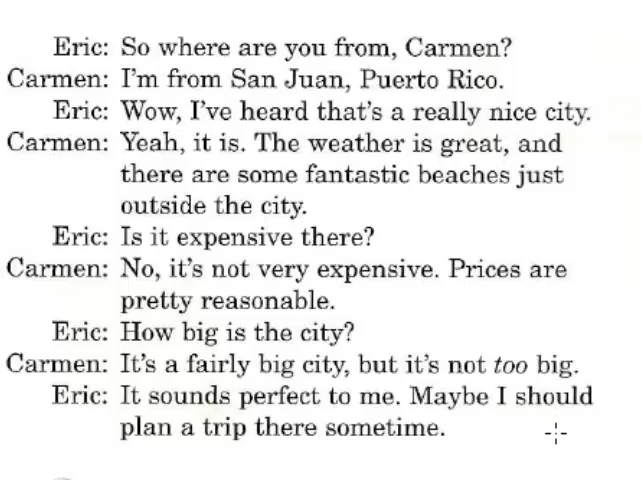 Eric: So where are you from, Carmen?
Carmen: I'm from San Juan, Puerto Rico.
Eric: Wow, I've heard that's a really nice city.
Carmen: Yeah, it is. The weather is great, and
there are some fantastic beaches just
outside the city.
Eric: Is it expensive there?
Carmen: No, it's not very expensive. Prices are
pretty reasonable.
Eric: How big is the city?
Carmen: It's a fairly big city, but it's not too big.
Eric: It sounds perfect to me. Maybe I should
plan a trip there sometime.